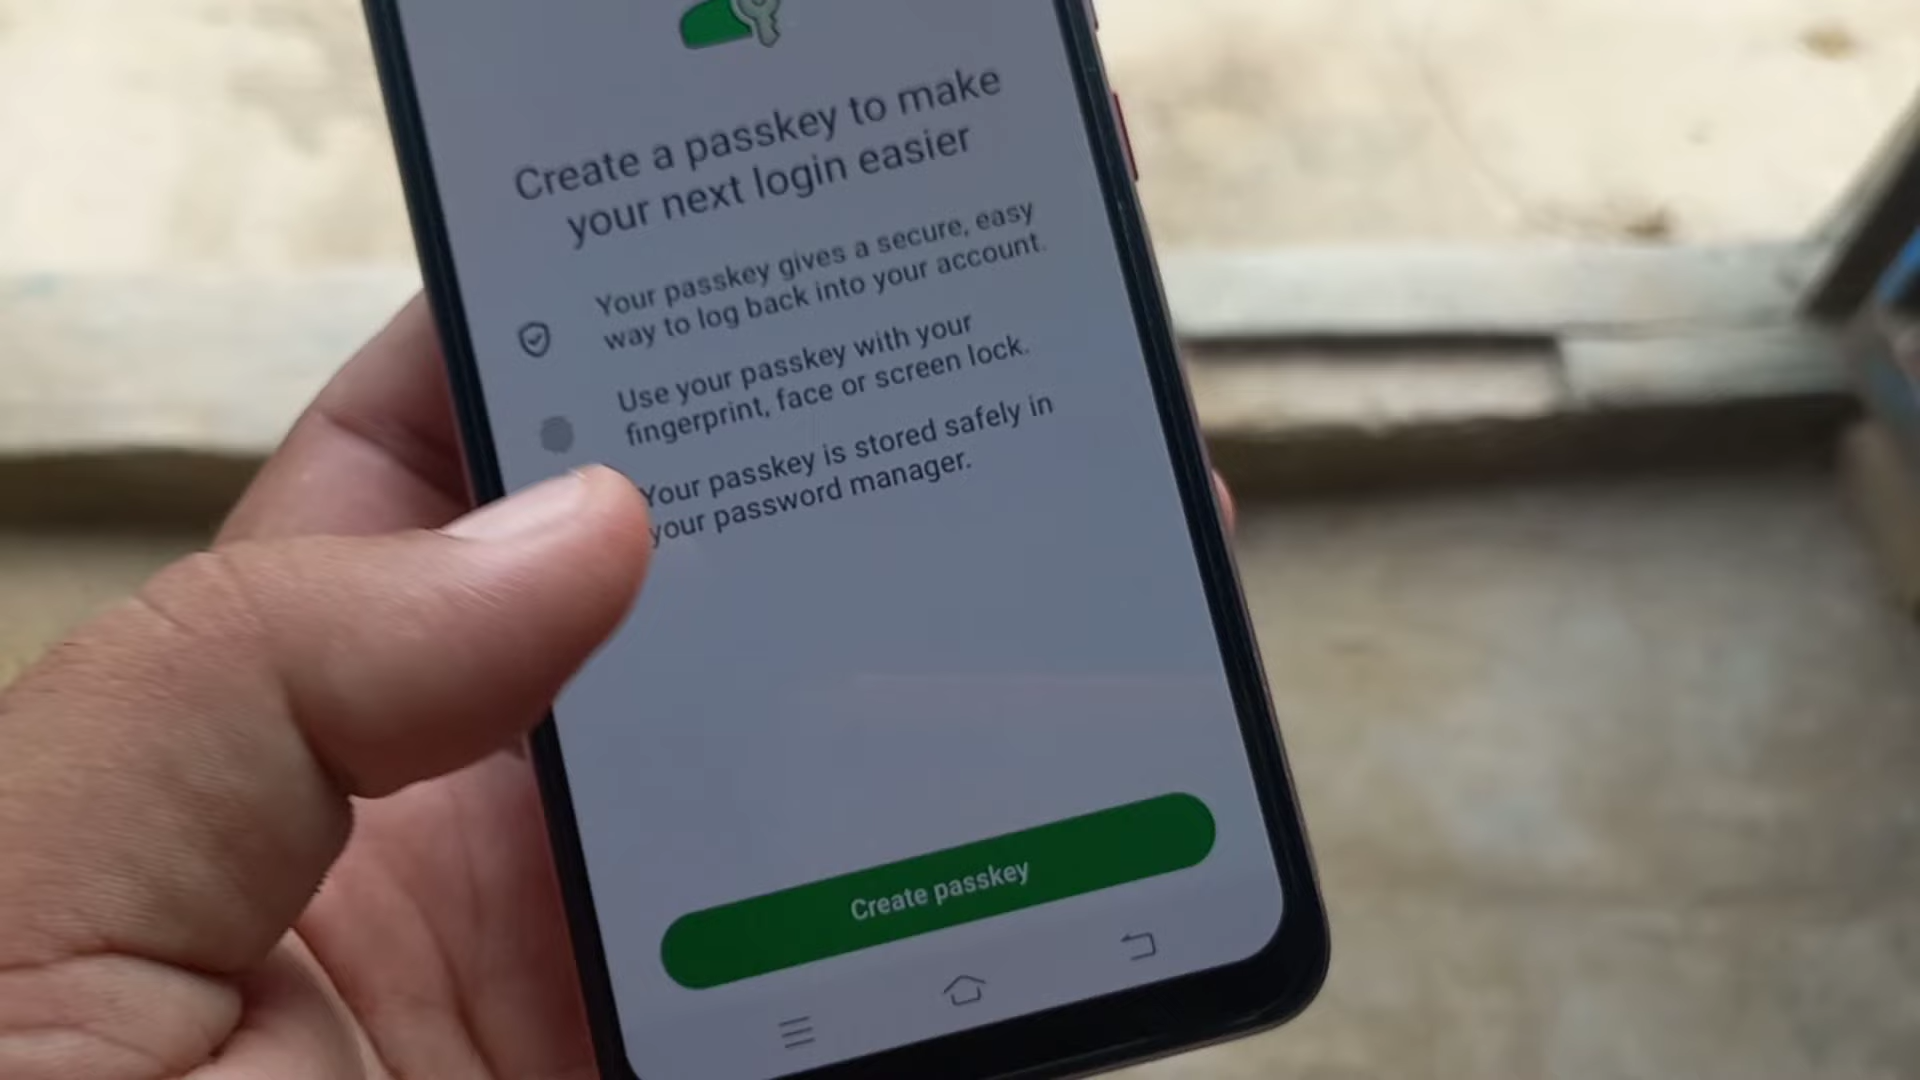 Create a passkey to make
your next login easier
Your passkey gives a secure, easy
way to log back into your account.
Use your passkey with your
fingerprint, face or screen lock.
Your passkey is stored safely in
your password manager.
Create passkey